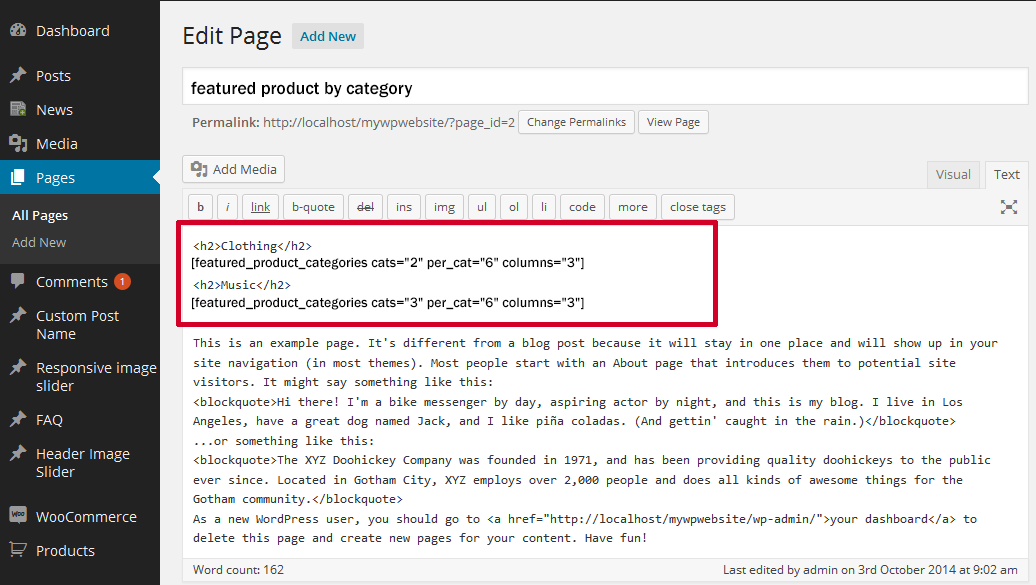 Dashboard
Posts
News
Media
Pages
All Pages
Add New
Comments 1
Custom Post
Name
Responsive image
slider
FAQ
Header Image
Slider
WooCommerce
Products
Edit Page Add New
featured product by category
Permalink: http://localhost/mywpwebsite/?page_id=2 Change Permalinks View Page
Add Media
Visual Text
b i link b-quote del ins img ul ol li code more close tags
<h2>Clothing</h2>
[featured_product_categories cats="2" per_cat="6" columns="3"]
<h2>Music</h2>
[featured_product_categories cats="3" per_cat="6" columns="3"]
This is an example page. It's different from a blog post because it will stay in one place and will show up in your
site navigation (in most themes). Most people start with an About page that introduces them to potential site
visitors. It might say something like this:
<blockquote>Hi there! I'm a bike messenger by day, aspiring actor by night, and this is my blog. I live in Los
Angeles, have a great dog named Jack, and I like piña coladas. (And gettin' caught in the rain.)</blockquote>
...or something like this:
<blockquote>The XYZ Doohickey Company was founded in 1971, and has been providing quality doohickeys to the public
ever since. Located in Gotham City, XYZ employs over 2,000 people and does all kinds of awesome things for the
Gotham community.</blockquote>
As a new WordPress user, you should go to <a href="http://localhost/mywpwebsite/wp-admin/">your dashboard</a> to
delete this page and create new pages for your content. Have fun!
Word count: 162 Last edited by admin on 3rd October 2014 at 9:02 am